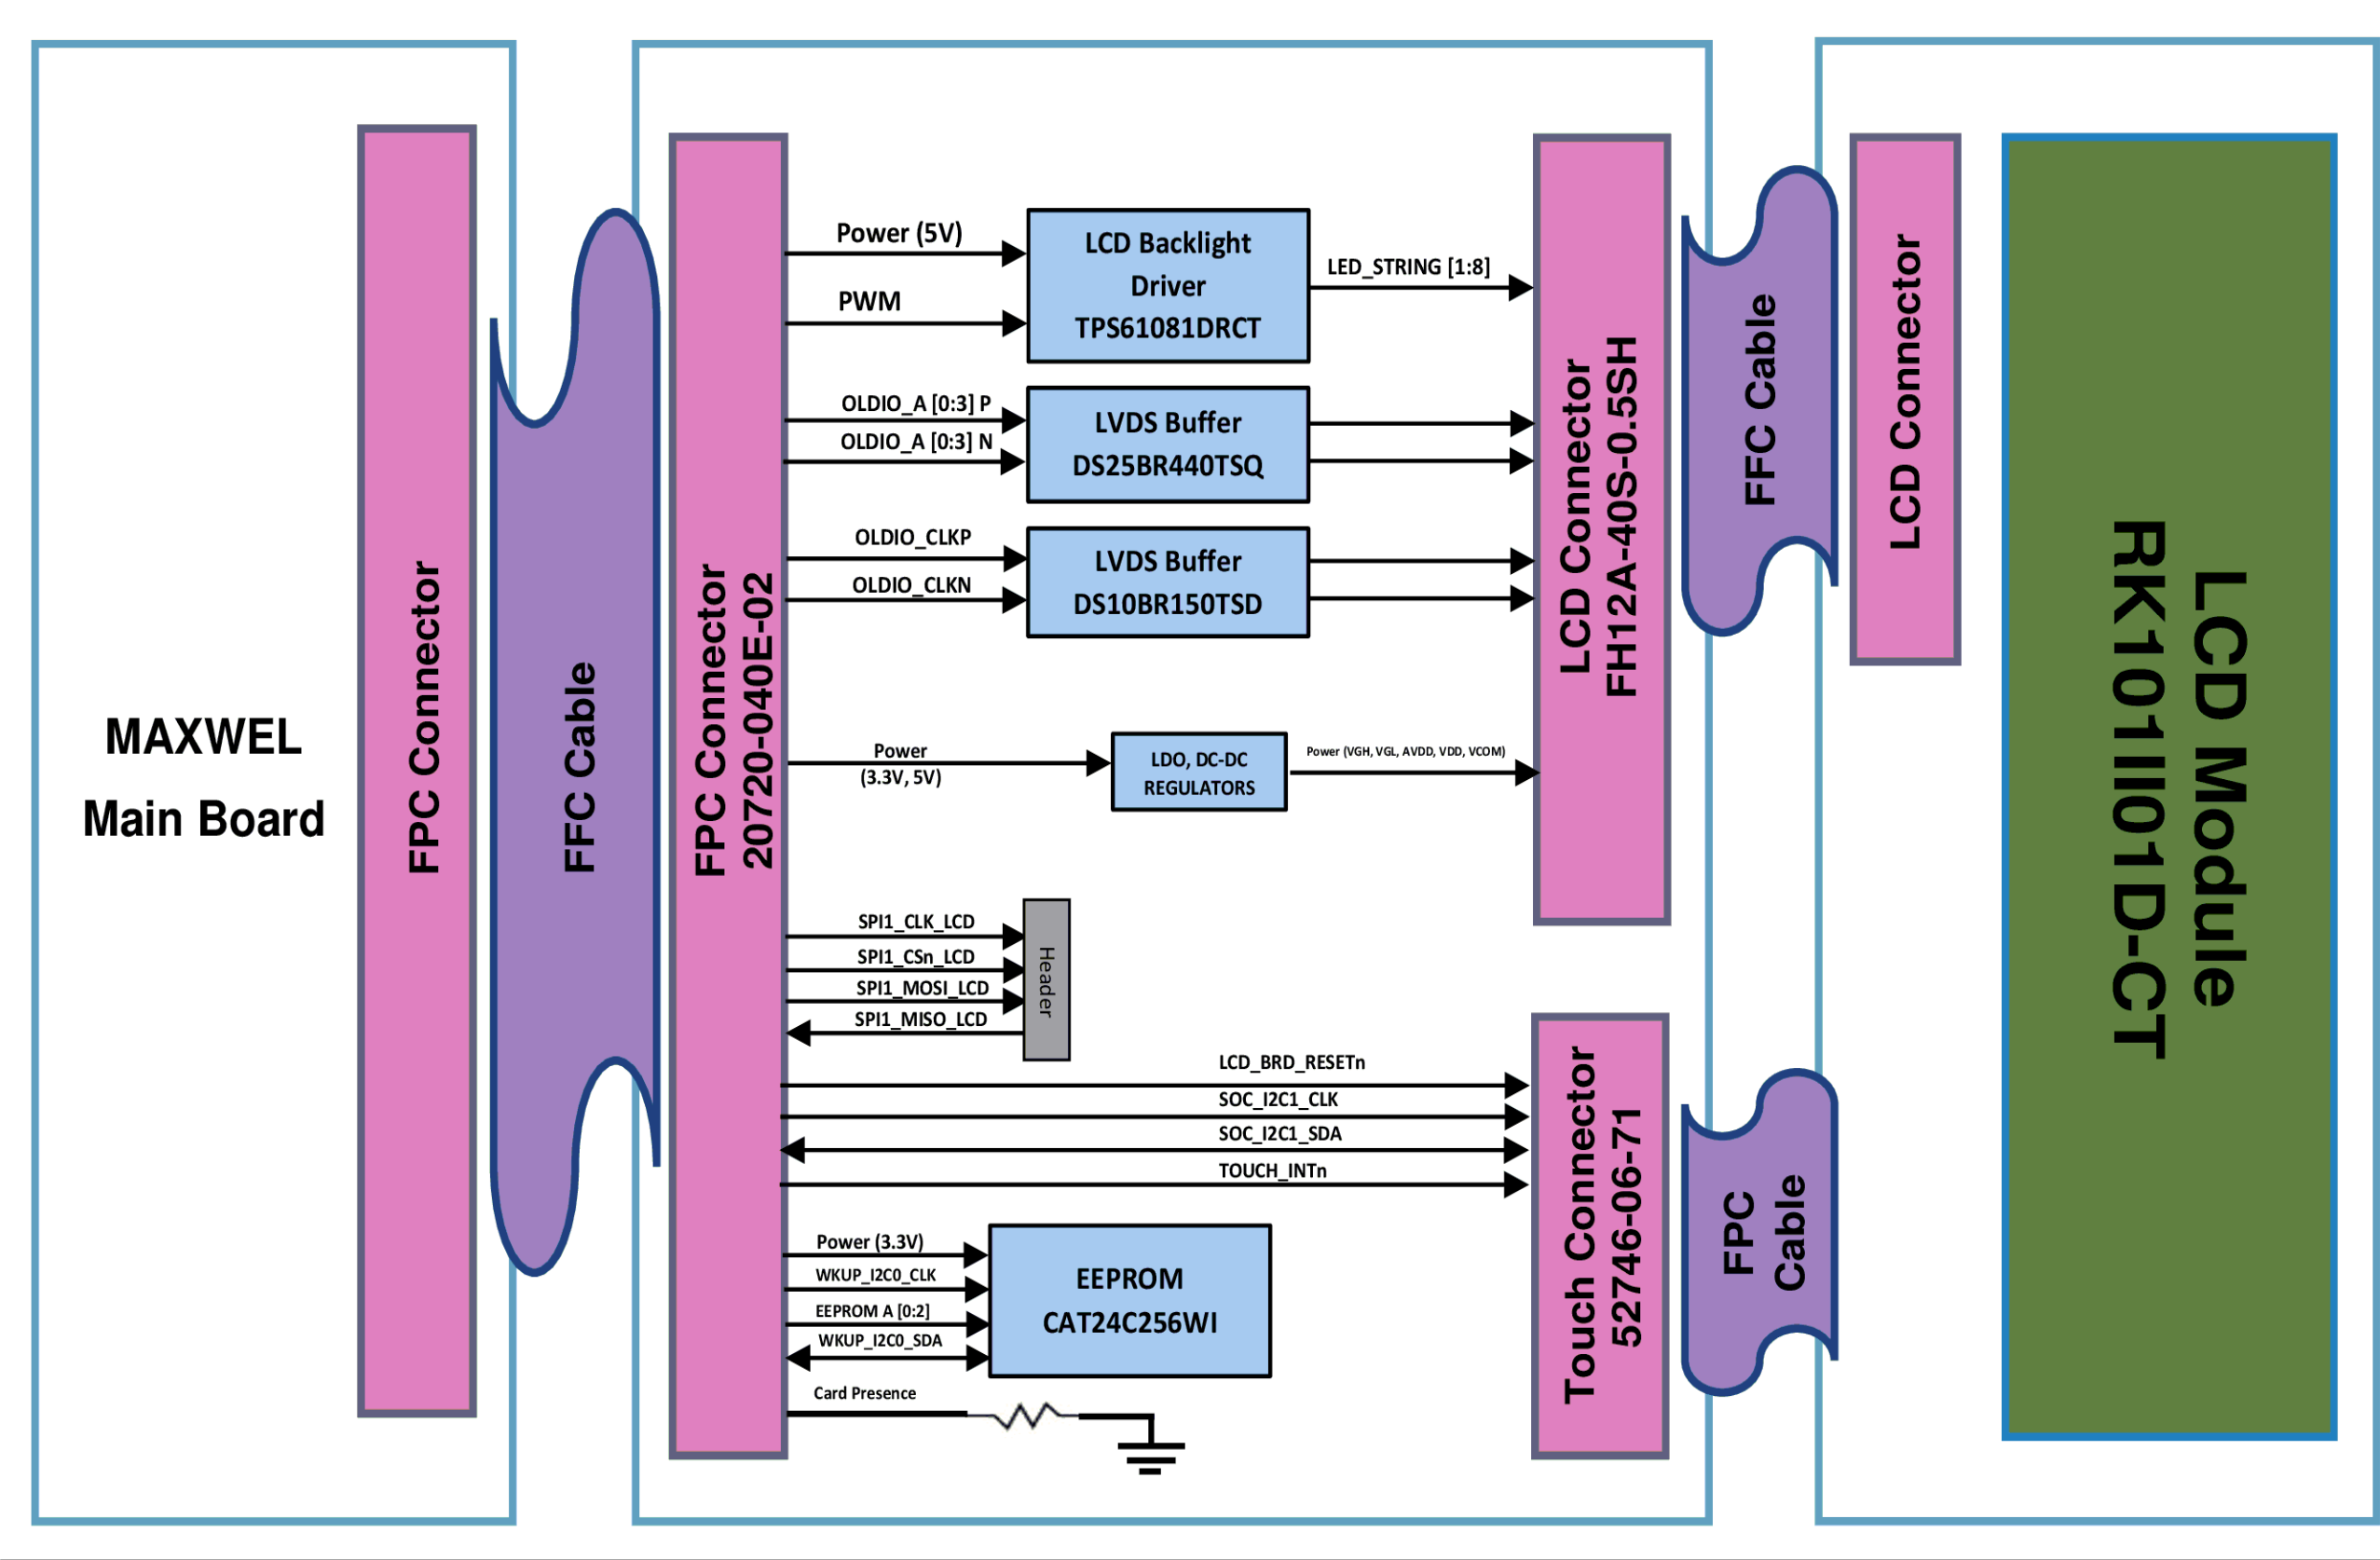 MAXWEL
Main Board
FPC Connector
FFC Cable
FPC Connector
20720-040E-02
Power (5V)
PWM
LCD Backlight
Driver
TPS61081DRCT
LED_STRING [1:8]
OLDIO_A [0:3] P
OLDIO_A [0:3] N
LVDS Buffer
DS25BR440TSQ
OLDIO_CLKP
OLDIO_CLKN
LVDS Buffer
DS10BR150TSD
Power
(3.3V, 5V)
LDO, DC-DC
REGULATORS
Power (VGH, VGL, AVDD, VDD, VCOM)
SPI1_CLK_LCD
SPI1_CSn_LCD
SPI1_MOSI_LCD
SPI1_MISO_LCD
Header
LCD_BRD_RESETn
SOC_I2C1_CLK
SOC_I2C1_SDA
TOUCH_INTn
Power (3.3V)
WKUP_I2C0_CLK
EEPROM A [0:2]
WKUP_I2C0_SDA
EEPROM
CAT24C256WI
Card Presence
LCD Connector
FH12A-40S-0.5SH
Touch Connector
52746-06-71
FFC Cable
FPC
Cable
LCD Connector
LCD Module
RK101II01D-CT